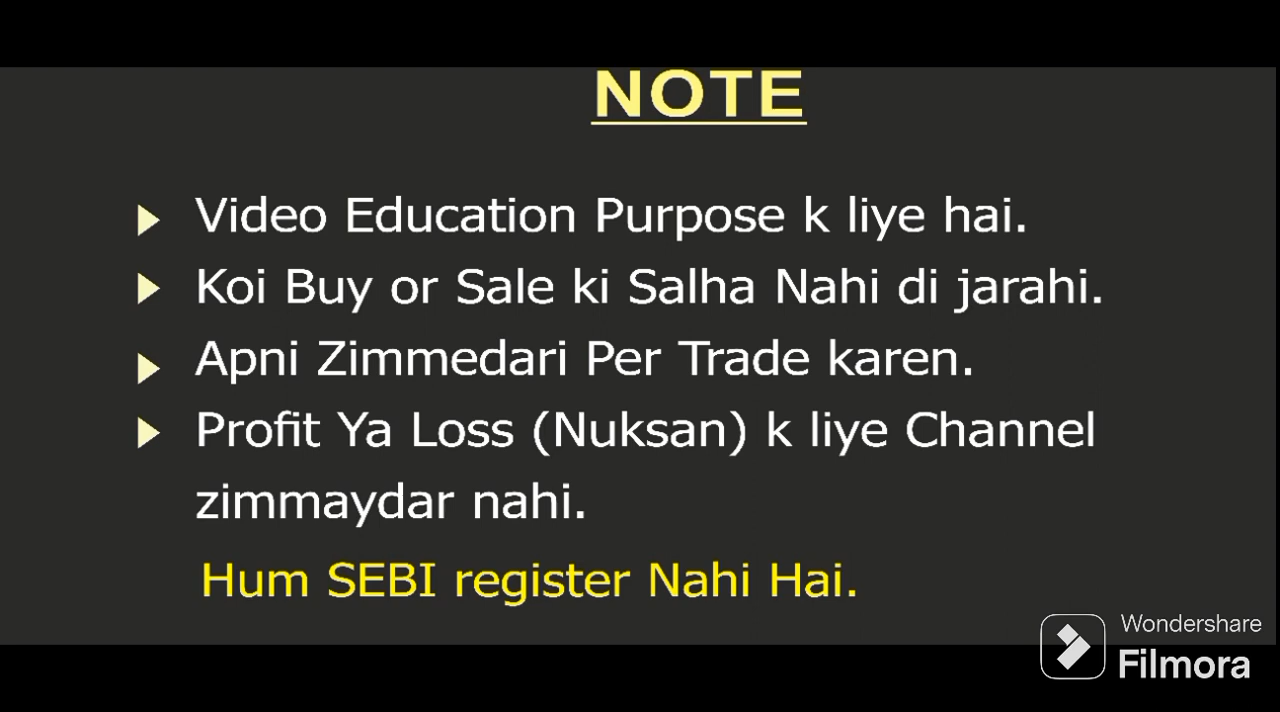 NOTE
Video Education Purpose k liye hai.
Koi Buy or Sale ki Salha Nahi di jarahi.
Apni Zimmedari Per Trade karen.
Profit Ya Loss (Nuksan) k liye Channel
zimmaydar nahi.
Hum SEBI register Nahi Hai.
Wondershare
Filmora